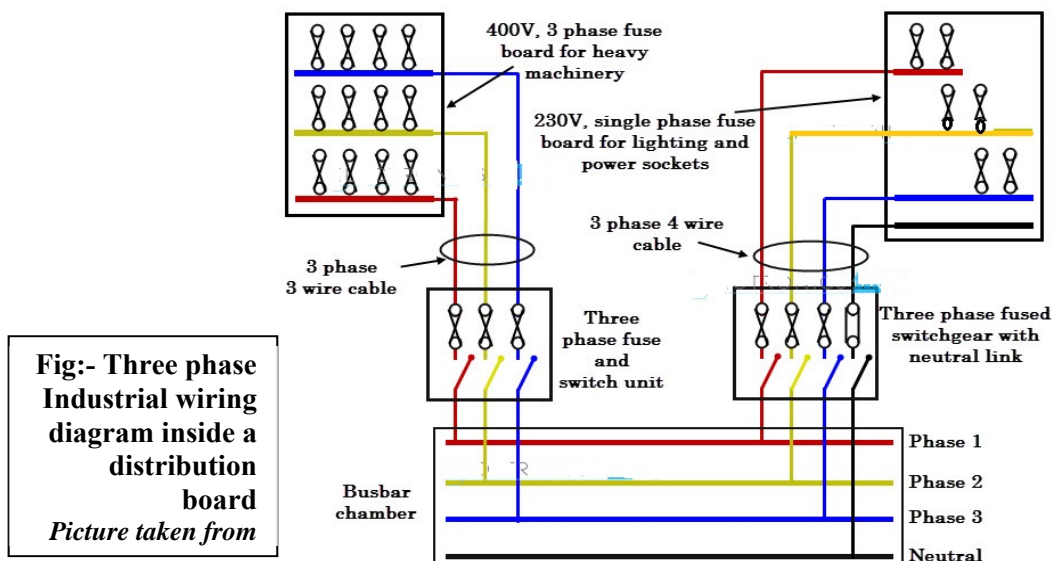 400V, 3 phase fuse
board for heavy
machinery
230V, single phase fuse
board for lighting and
power sockets
3 phase 4 wire
cable
3 phase
3 wire cable
Three
phase fuse
and
switch unit
Three phase fused
switchgear with
neutral link
Fig:- Three phase
Industrial wiring
diagram inside a
distribution
board
Picture taken from
Busbar
chamber
Phase 1
Phase 2
Phase 3
Neutral